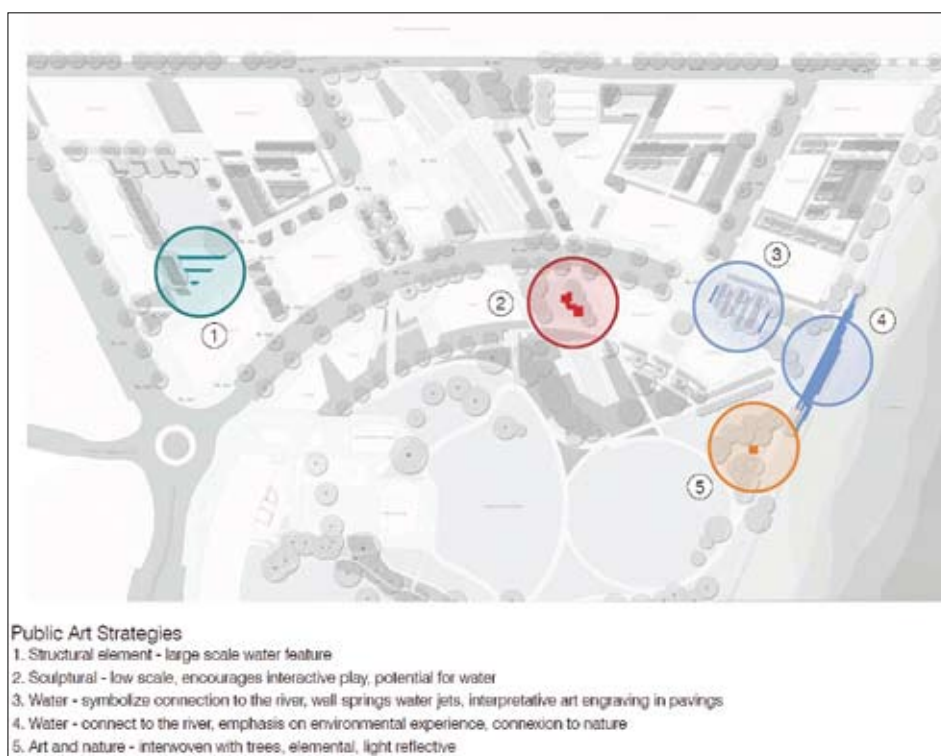 1
2
3
4
5
Public Art Strategies
1. Structural element - large scale water feature
2. Sculptural - low scale, encourages interactive play, potential for water
3. Water - symbolize connection to the river, well springs water jets, interpretative art engraving in pavings
4. Water - connect to the river, emphasis on environmental experience, connexion to nature
5. Art and nature - interwoven with trees, elemental, light reflective